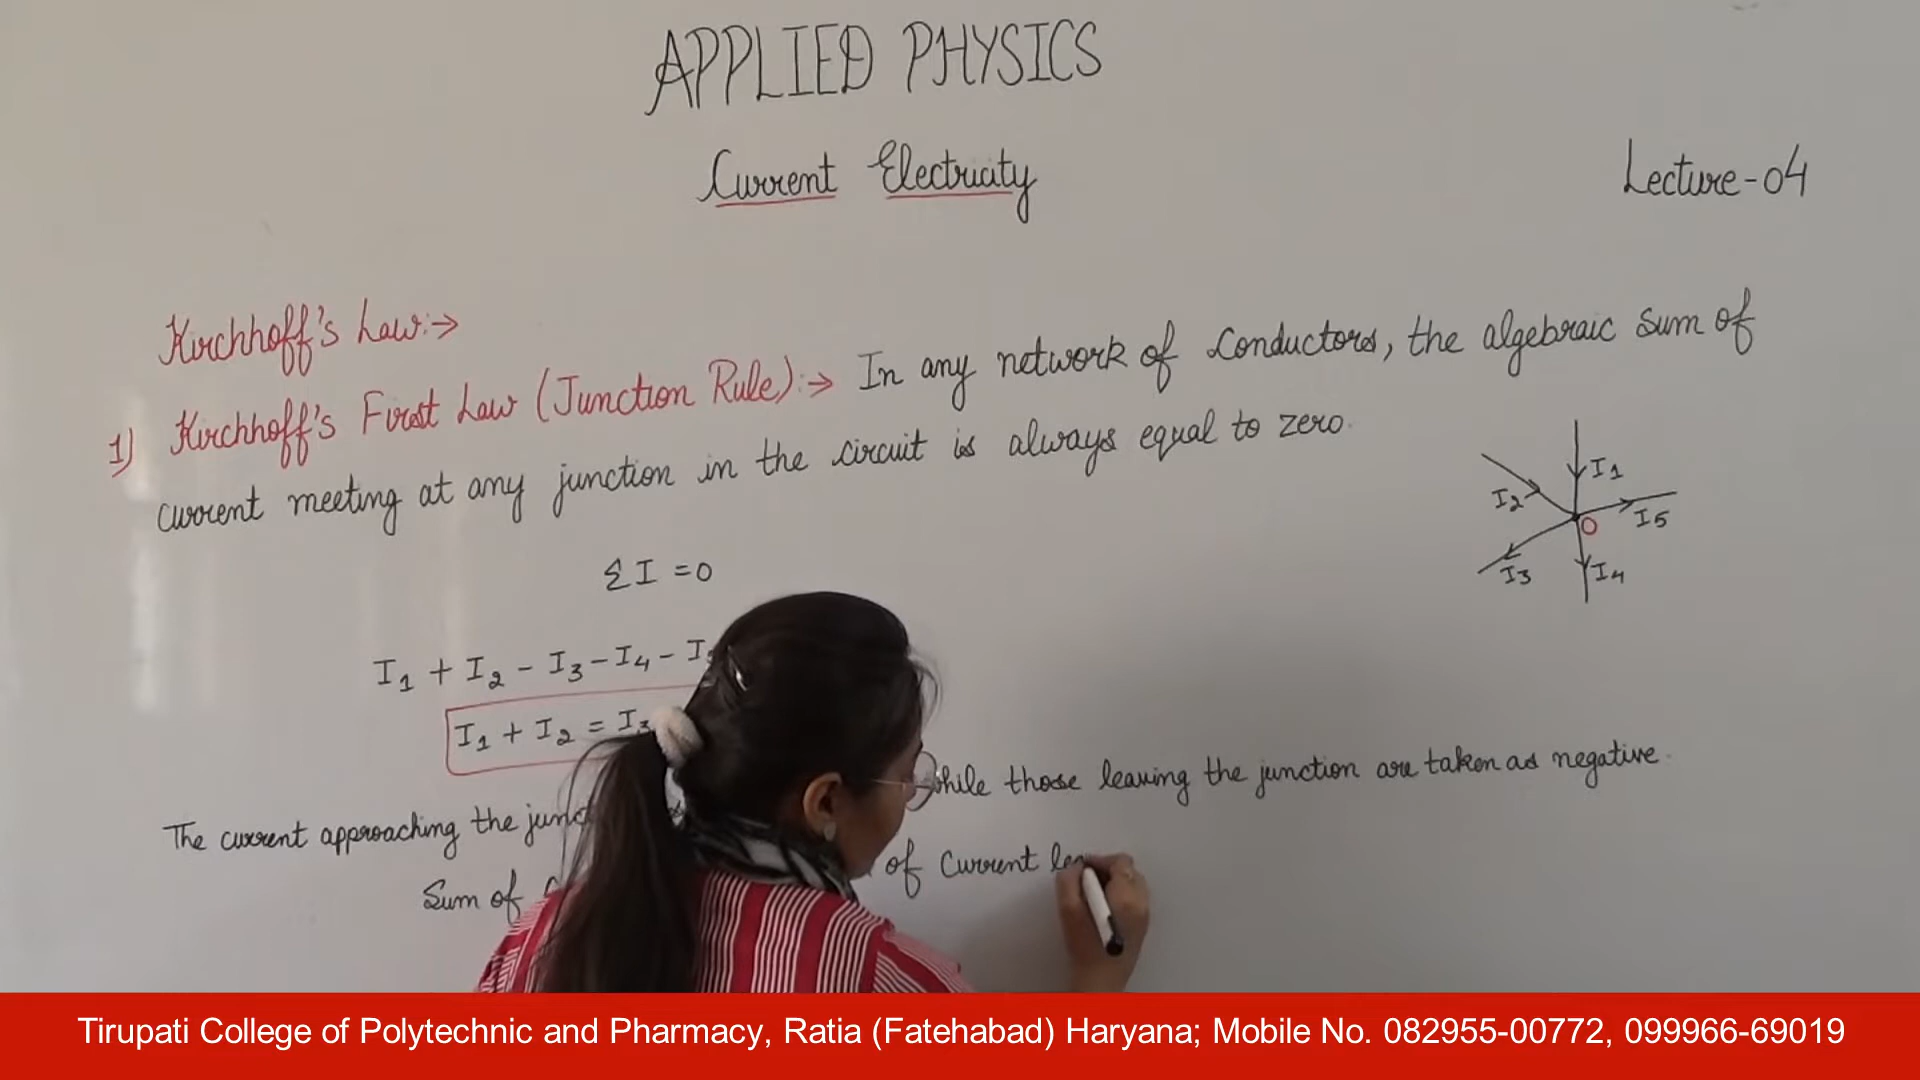 APPLIED PHYSICS
Current Electricity
Lecture-04
Kirchhoff's Law:→
1) Kirchhoff's First Law (Junction Rule):→ In any network of conductors, the algebraic sum of
current meeting at any junction in the circuit is always equal to zero.
I1
I2
I5
O
I3
I4
ΣI = 0
I1 + I2 - I3 - I4 -
I1 + I2 = I3
The current approaching the while those leaving the junction are taken as negative.
Sum of of Current
Tirupati College of Polytechnic and Pharmacy, Ratia (Fatehabad) Haryana; Mobile No. 082955-00772, 099966-69019